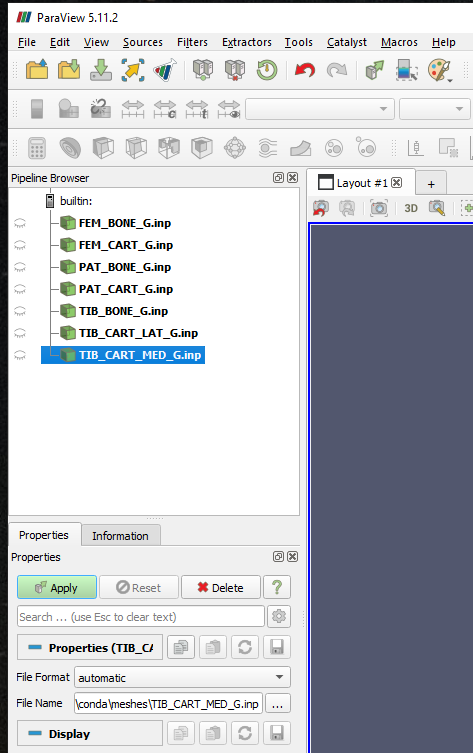 ParaView 5.11.2
File Edit View Sources Filters Extractors Tools Catalyst Macros Help
Pipeline Browser
Layout #1
+
3D
builtin:
FEM_BONE_G.inp
FEM_CART_G.inp
PAT_BONE_G.inp
PAT_CART_G.inp
TIB_BONE_G.inp
TIB_CART_LAT_G.inp
TIB_CART_MED_G.inp
Properties Information
Properties
Apply Reset Delete ?
Search ... (use Esc to clear text)
Properties (TIB_CA
File Format automatic
File Name \conda\meshes\TIB_CART_MED_G.inp ...
Display